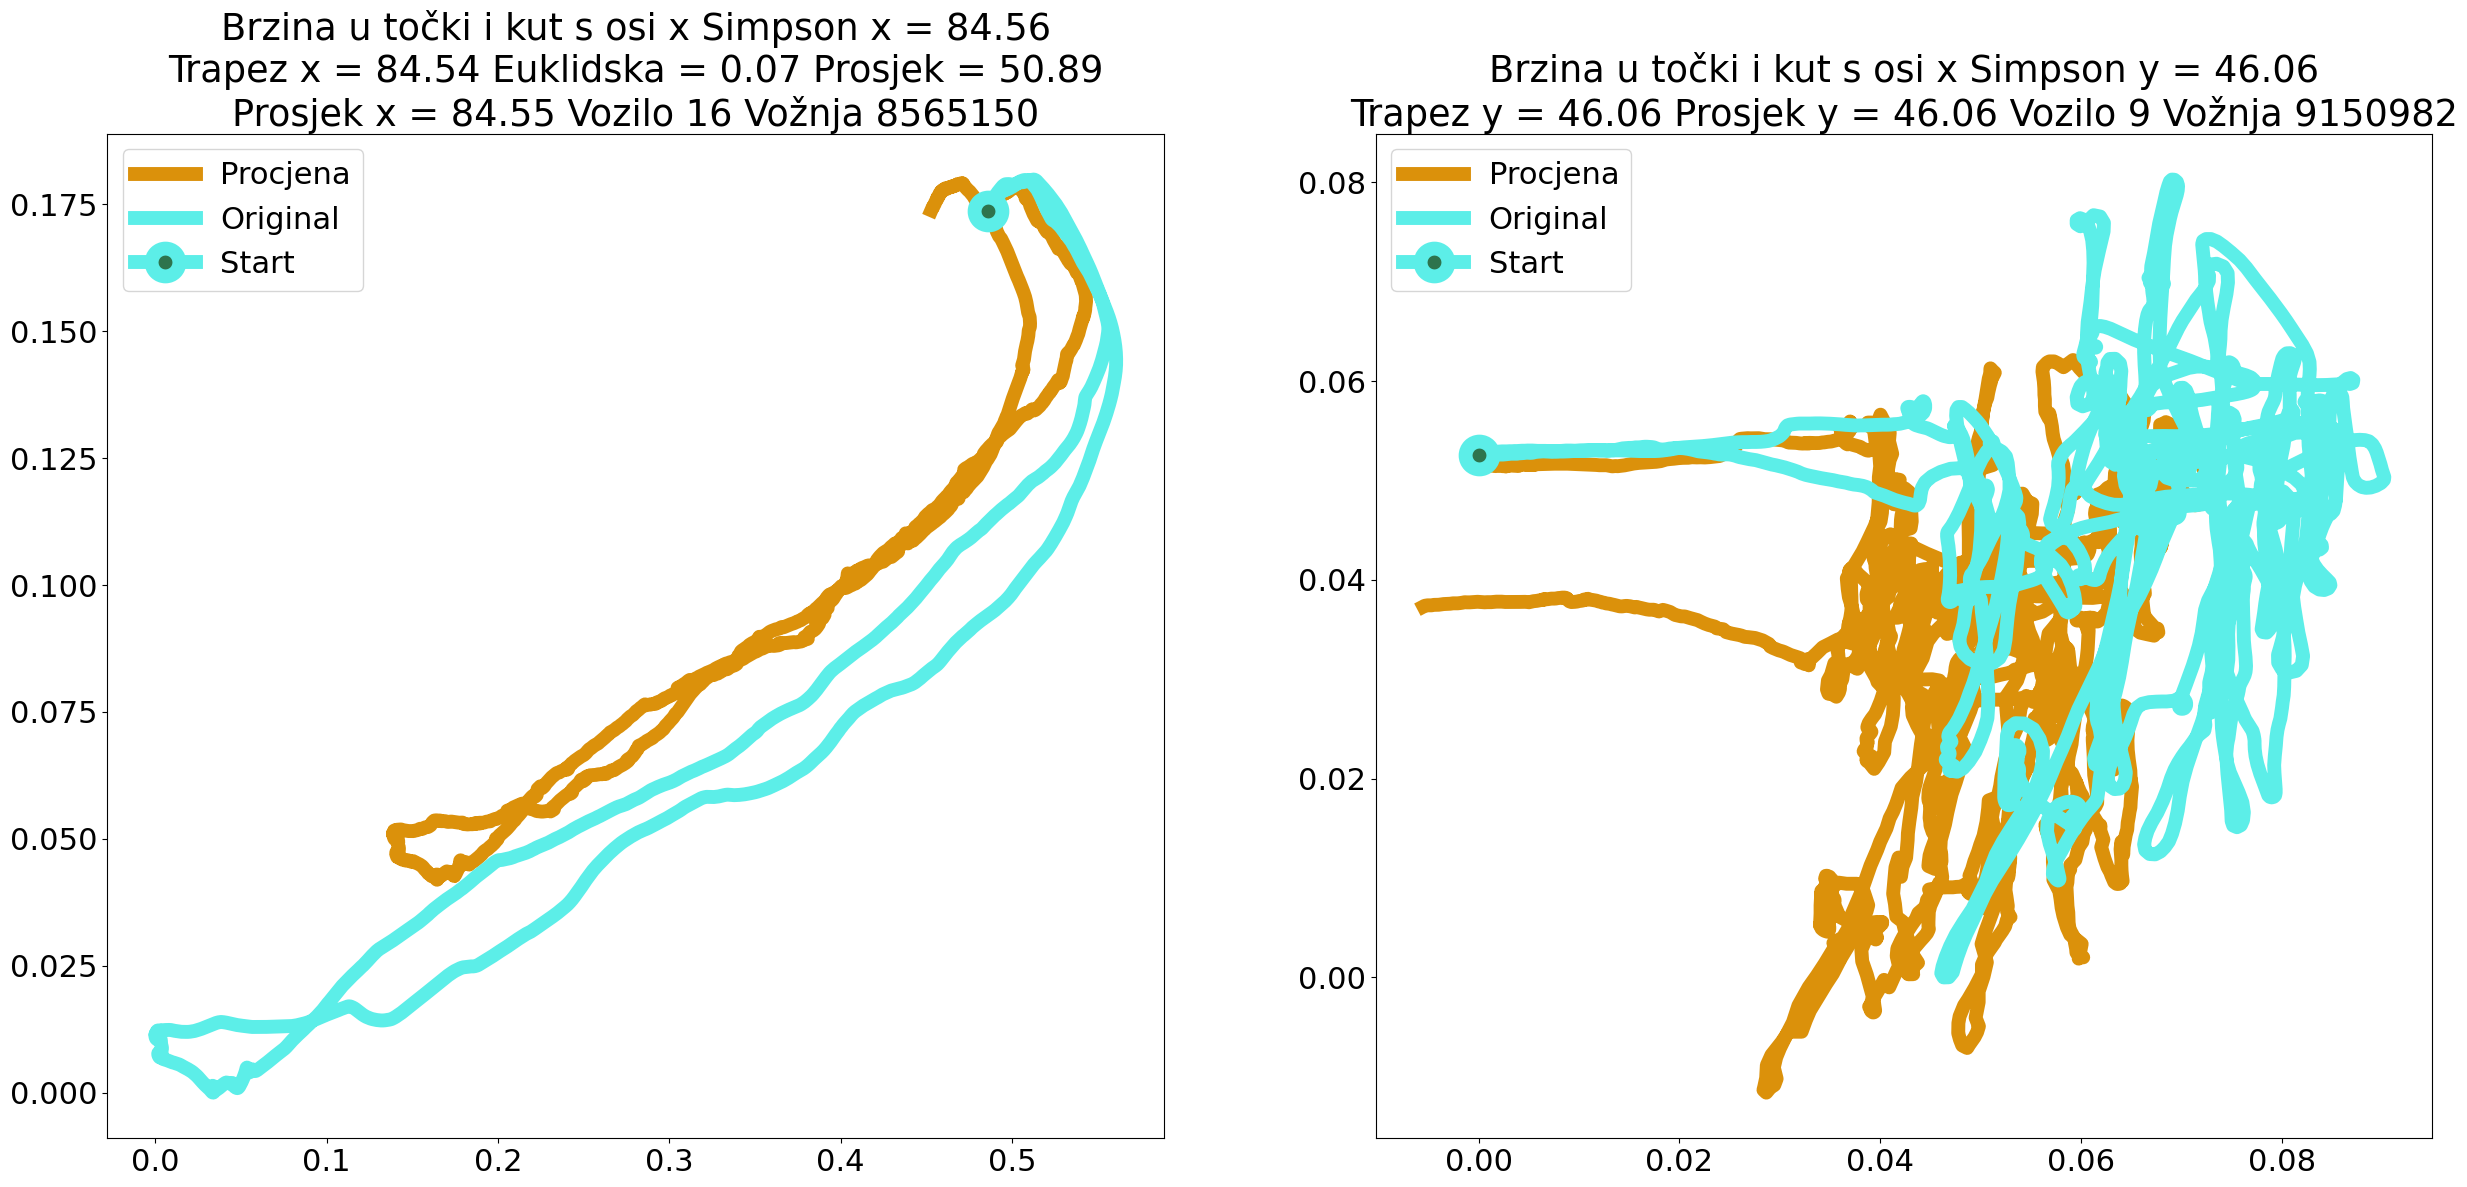 Brzina u točki i kut s osi x Simpson x = 84.56
Trapez x = 84.54 Euklidska = 0.07 Prosjek = 50.89
Prosjek x = 84.55 Vozilo 16 Vožnja 8565150
Procjena
Original
Start
0.175
0.150
0.125
0.100
0.075
0.050
0.025
0.000
0.0 0.1 0.2 0.3 0.4 0.5
Brzina u točki i kut s osi x Simpson y = 46.06
Trapez y = 46.06 Prosjek y = 46.06 Vozilo 9 Vožnja 9150982
Procjena
Original
Start
0.08
0.06
0.04
0.02
0.00
0.00 0.02 0.04 0.06 0.08